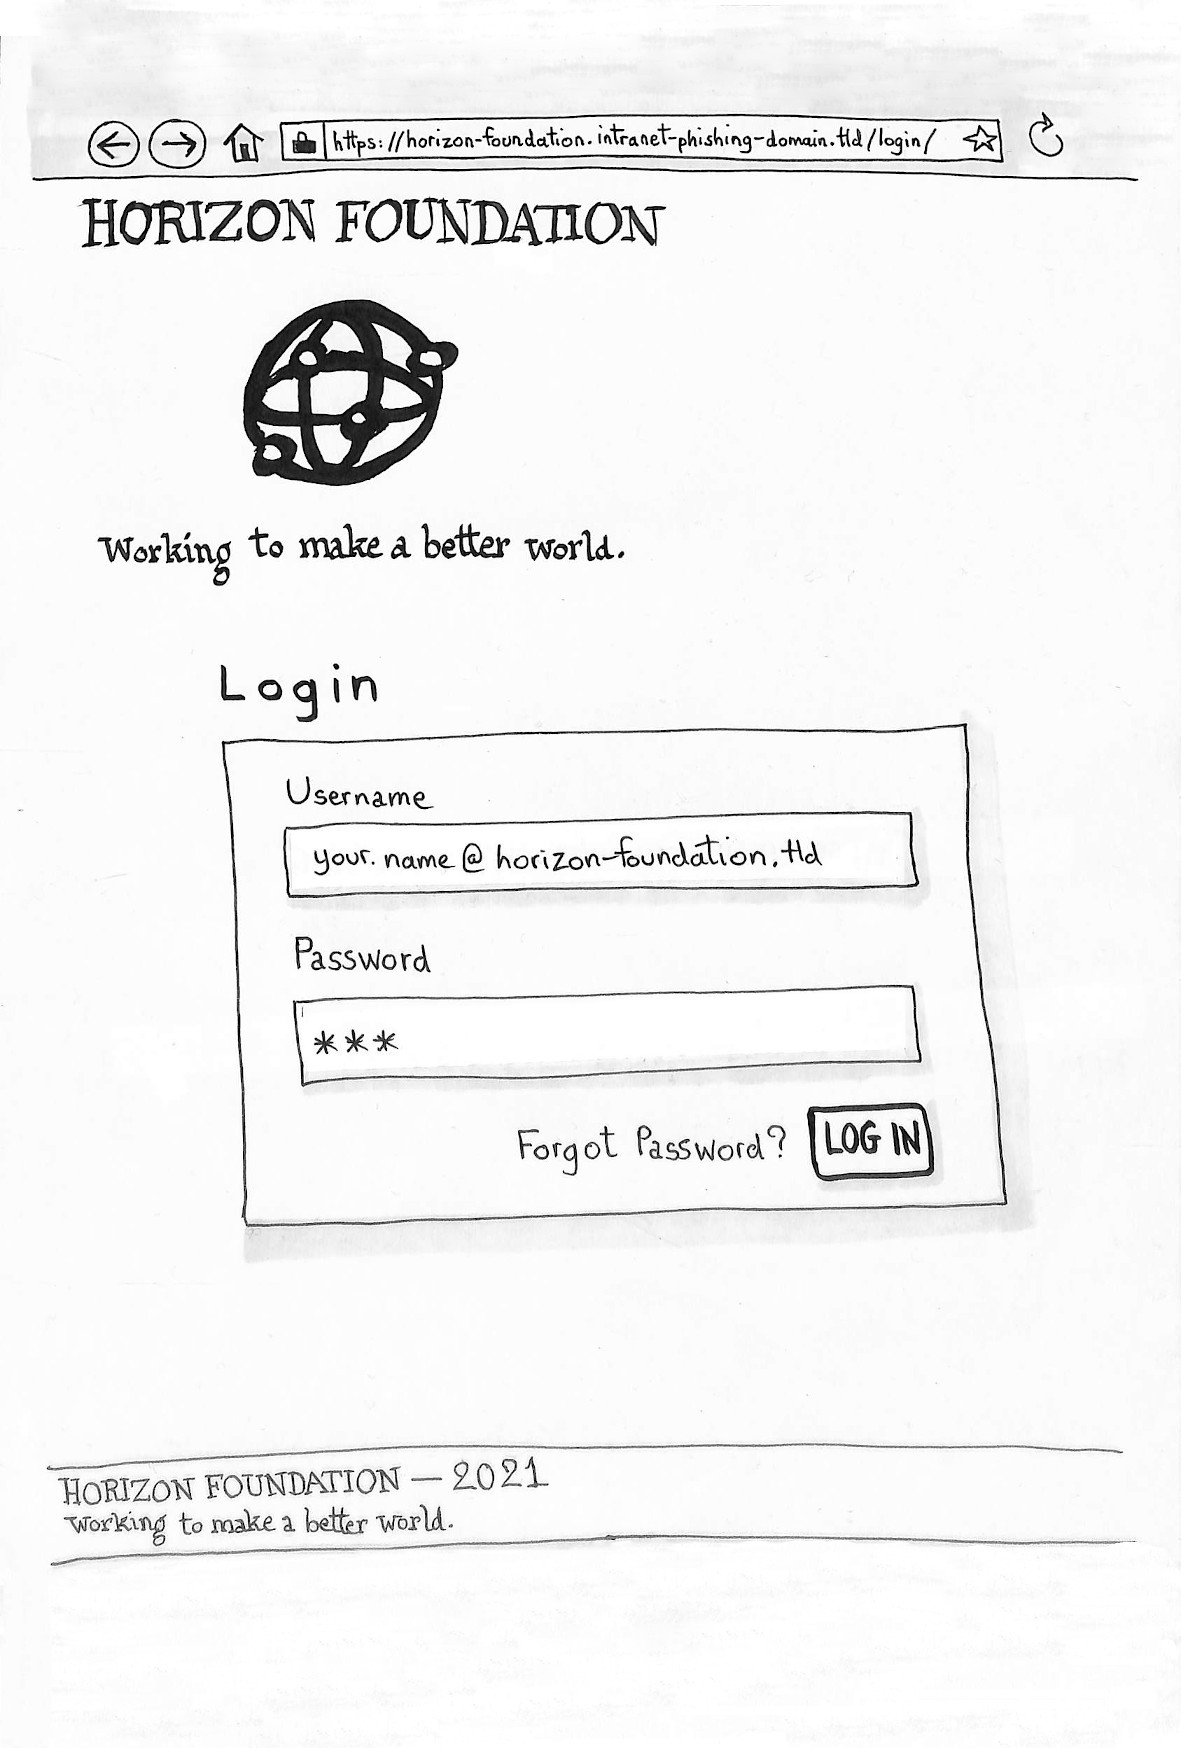 https://horizon-foundation.intranet-phishing-domain.tld/login/
HORIZON FOUNDATION
Working to make a better world.
Login
Username
your.name@horizon-foundation.tld
Password
***
Forgot Password? LOG IN
HORIZON FOUNDATION — 2021
Working to make a better world.